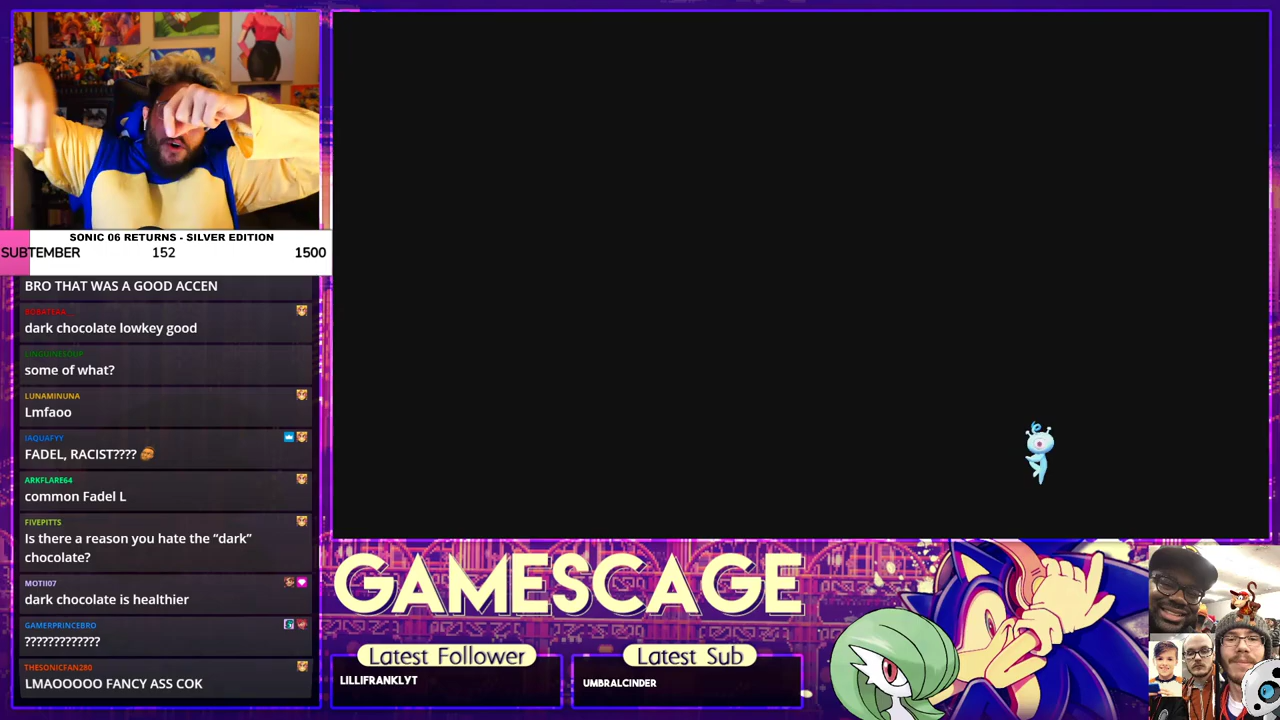 SONIC 06 RETURNS - SILVER EDITION
SUBTEMBER 152 1500
BRO THAT WAS A GOOD ACCEN
dark chocolate lowkey good
LINGUINESOUP
some of what?
LUNAMINUNA
Lmfaoo
IAQUAFYY
FADEL, RACIST????
ARKFLARE64
common Fadel L
FIVEPITTS
Is there a reason you hate the “dark”
chocolate?
MOTII07
dark chocolate is healthier
GAMERPRINCEBRO
?????????????
THESONICFAN280
LMAOOOOO FANCY ASS COK
GAMESCAGE
Latest Follower
LILLIFRANKLYT
Latest Sub
UMBRALCINDER